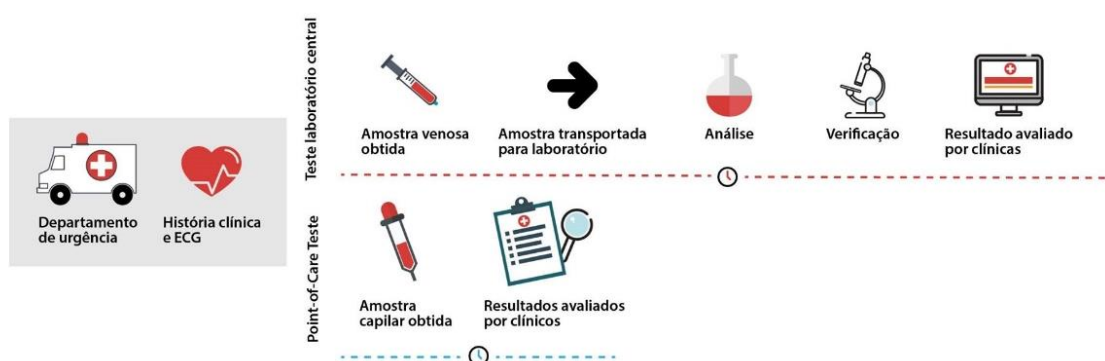 Departamento
de urgência
História clínica
e ECG
Teste laboratório central
Amostra venosa
obtida
Amostra transportada
para laboratório
Análise
Verificação
Resultado avaliado
por clínicas
Point-of-Care Teste
Amostra
capilar obtida
Resultados avaliados
por clínicos